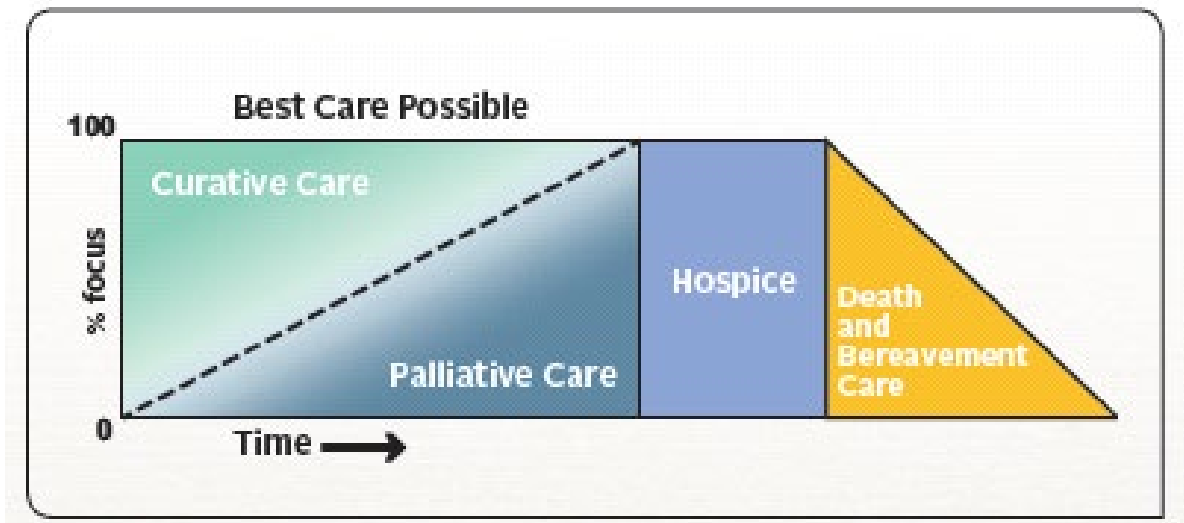 Best Care Possible
100
Curative Care
% focus
Hospice
Death
and
Bereavement
Care
Palliative Care
0
Time